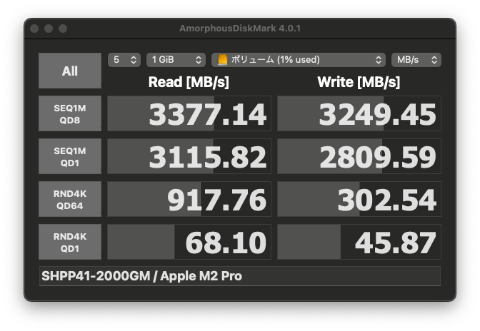 AmorphousDiskMark 4.0.1
All 5 1 GiB ボリューム (1% used) MB/s
Read [MB/s] Write [MB/s]
SEQ1M QD8 3377.14 3249.45
SEQ1M QD1 3115.82 2809.59
RND4K QD64 917.76 302.54
RND4K QD1 68.10 45.87
SHPP41-2000GM / Apple M2 Pro